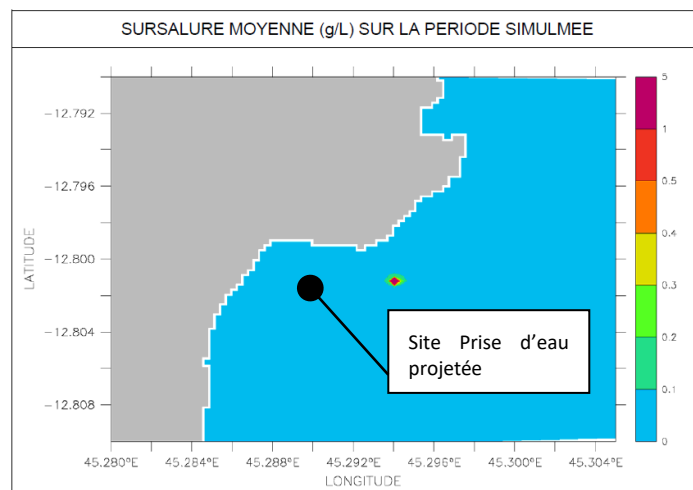 SURSALURE MOYENNE (g/L) SUR LA PERIODE SIMULMEE
5
1
0.5
0.4
0.3
0.2
0.1
0
−12.792
−12.796
−12.800
−12.804
−12.808
LATITUDE
Site Prise d'eau
projetée
45.280°E 45.284°E 45.288°E 45.292°E 45.296°E 45.300°E 45.304°E
LONGITUDE